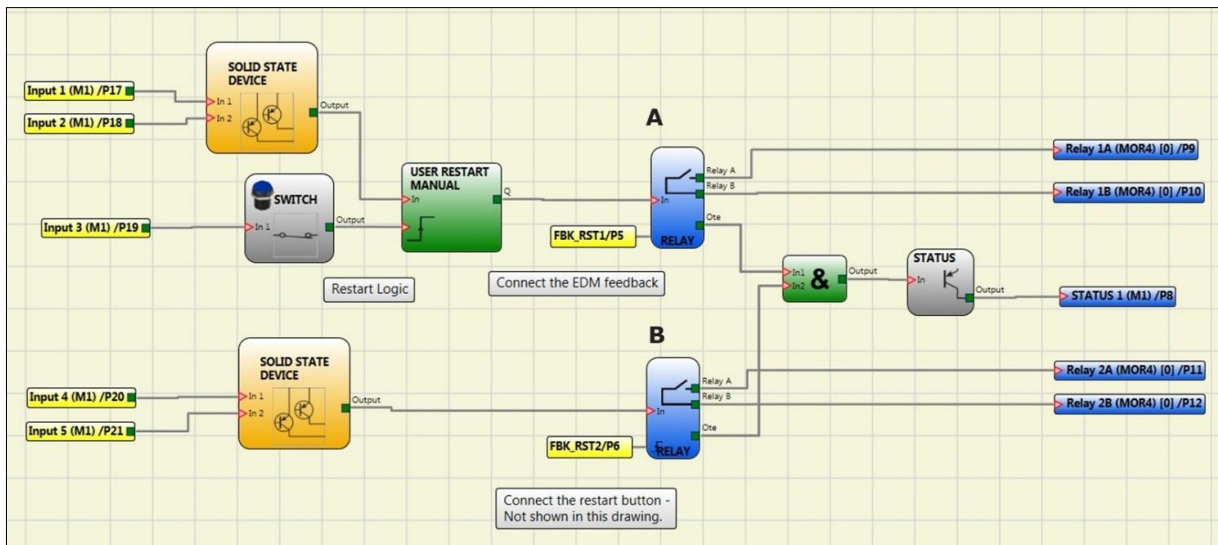 SOLID STATE
DEVICE
Input 1 (M1) /P17
In 1
Output
Input 2 (M1) /P18
In 2
A
Relay 1A (MOR4) [0] /P9
USER RESTART
MANUAL
Relay A
SWITCH
In
Q
In
Relay B
Relay 1B (MOR4) [0] /P10
Input 3 (M1) /P19
In 1
Output
Ote
FBK_RST1/P5
RELAY
Restart Logic
Connect the EDM feedback
In1
In2
&
Output
STATUS
In
Output
STATUS 1 (M1) /P8
B
SOLID STATE
DEVICE
Relay 2A (MOR4) [0] /P11
Relay A
Input 4 (M1) /P20
In 1
Output
In
Relay B
Relay 2B (MOR4) [0] /P12
Input 5 (M1) /P21
In 2
Ote
FBK_RST2/P6
RELAY
Connect the restart button -
Not shown in this drawing.